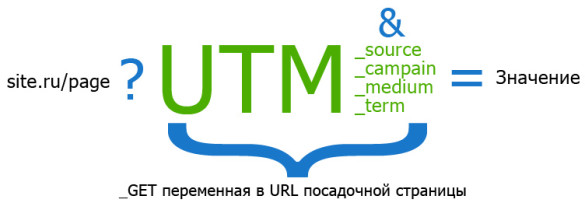 &
site.ru/page ? UTM _source = Значение
_campain
_medium
_term
_GET переменная в URL посадочной страницы